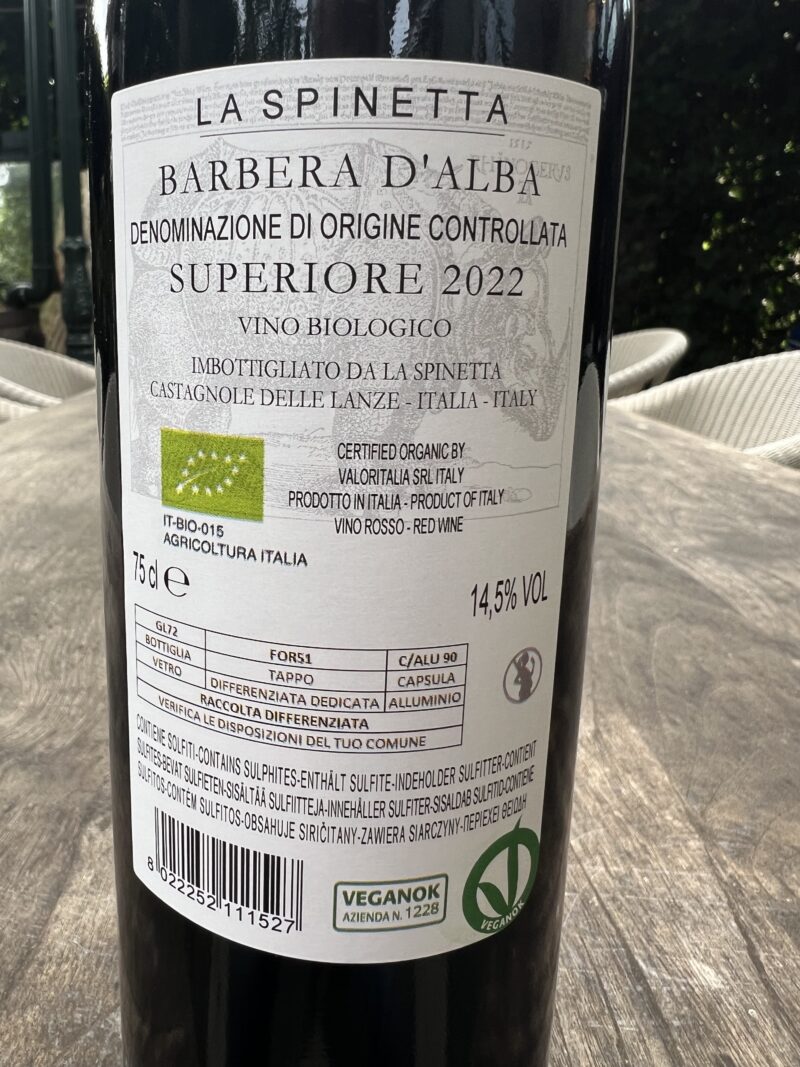 LA SPINETTA
1515
BARBERA D'ALBA
DENOMINAZIONE DI ORIGINE CONTROLLATA
SUPERIORE 2022
VINO BIOLOGICO
IMBOTTIGLIATO DA LA SPINETTA
CASTAGNOLE DELLE LANZE - ITALIA - ITALY
CERTIFIED ORGANIC BY
VALORITALIA SRL ITALY
PRODOTTO IN ITALIA - PRODUCT OF ITALY
VINO ROSSO - RED WINE
IT-BIO-015
AGRICOLTURA ITALIA
75 cl e
14,5% VOL
GL72 FOR51 C/ALU 90
BOTTIGLIA TAPPO CAPSULA
VETRO DIFFERENZIATA DEDICATA ALLUMINIO
RACCOLTA DIFFERENZIATA
VERIFICA LE DISPOSIZIONI DEL TUO COMUNE
CONTIENE SOLFITI-CONTAINS SULPHITES-ENTHÄLT SULFITE-INDEHOLDER SULFITTER-CONTIENT
SULFITES-BEVAT SULFIETEN-SISÄLTÄÄ SULFIITTEJA-INNEHÅLLER SULFITER-SISALDAB SULFITID-CONTIENE
SULFITOS-CONTÉM SULFITOS-OBSAHUJE SIRIČITANY-ZAWIERA SIARCZYNY-ΠΕΡΙΕΧΕΙ ΘΕΙΩΔΗ
8 022252 111527
VEGANOK
AZIENDA N. 1228
VEGANOK